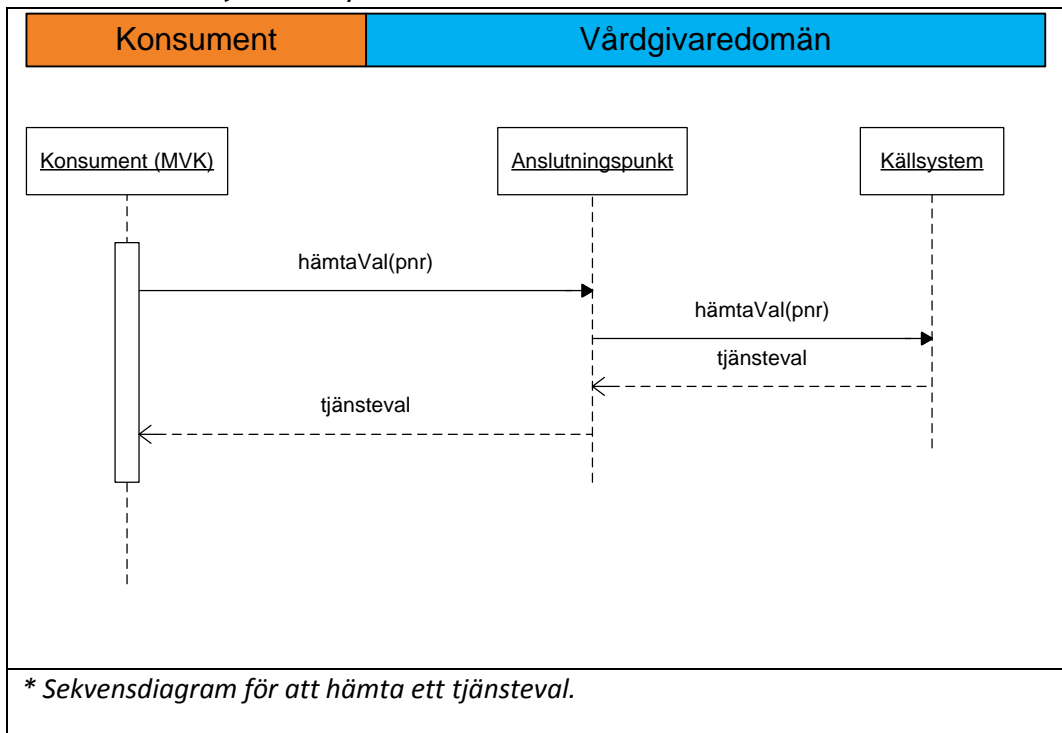 Konsument Vårdgivaredomän
Konsument (MVK) Anslutningspunkt Källsystem
hämtaVal(pnr)
hämtaVal(pnr)
tjänsteval
tjänsteval
* Sekvensdiagram för att hämta ett tjänsteval.